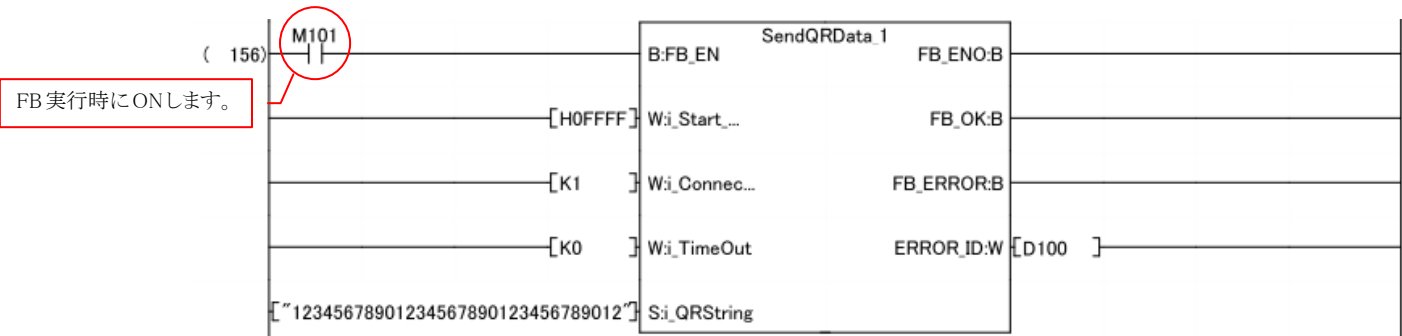 M101 SendQRData_1
( 156) B:FB_EN FB_ENO:B
FB実行時にONします。
[H0FFFF] W:i_Start_... FB_OK:B
[K1 ] W:i_Connec... FB_ERROR:B
[K0 ] W:i_TimeOut ERROR_ID:W [D100 ]
["12345678901234567890123456789012"] S:i_QRString